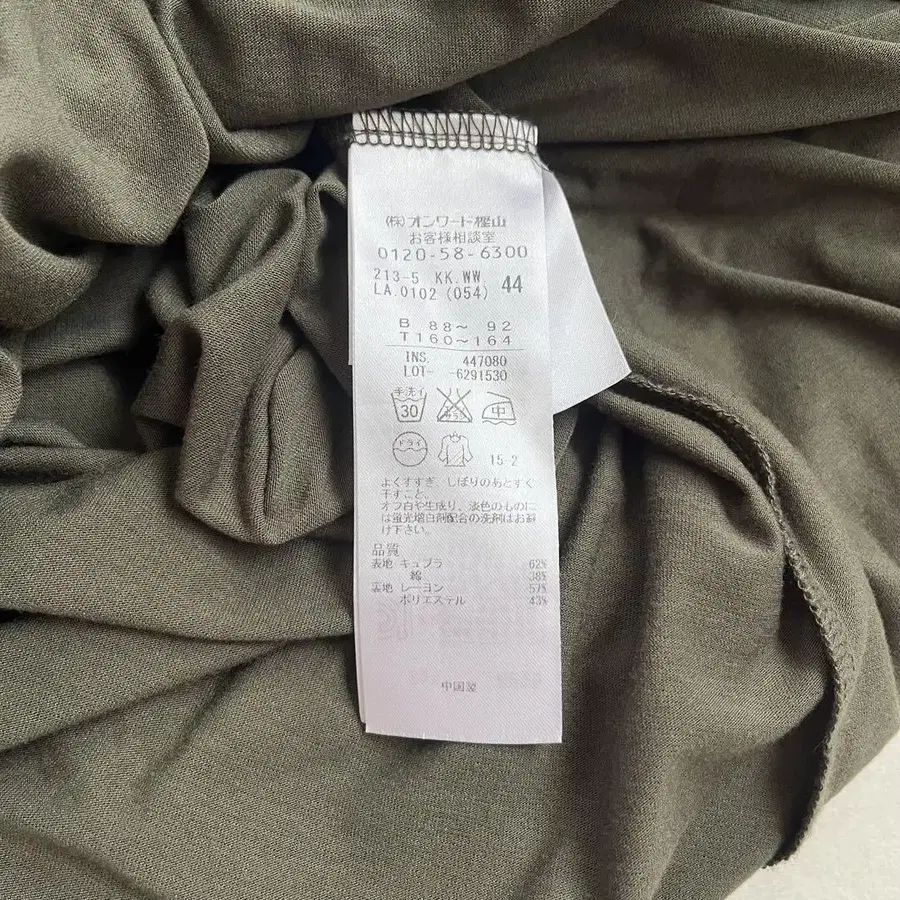 (株)オンワード樫山
お客様相談室
0120-58-6300
213-5 KK.WW
LA.0102 (054) 44
B 88~ 92
T160~164
INS. 447080
LOT- -6291530
手洗イ
30
中
ドライ
15-2
よくすすぎ、しぼりのあとすぐ
干すこと。
オフ白や生成り、淡色のものに
は蛍光増白剤配合の洗剤はお避
け下さい。
品質
表地 キュプラ 62%
綿 38%
表地 レーヨン 57%
ポリエステル 43%
中国製